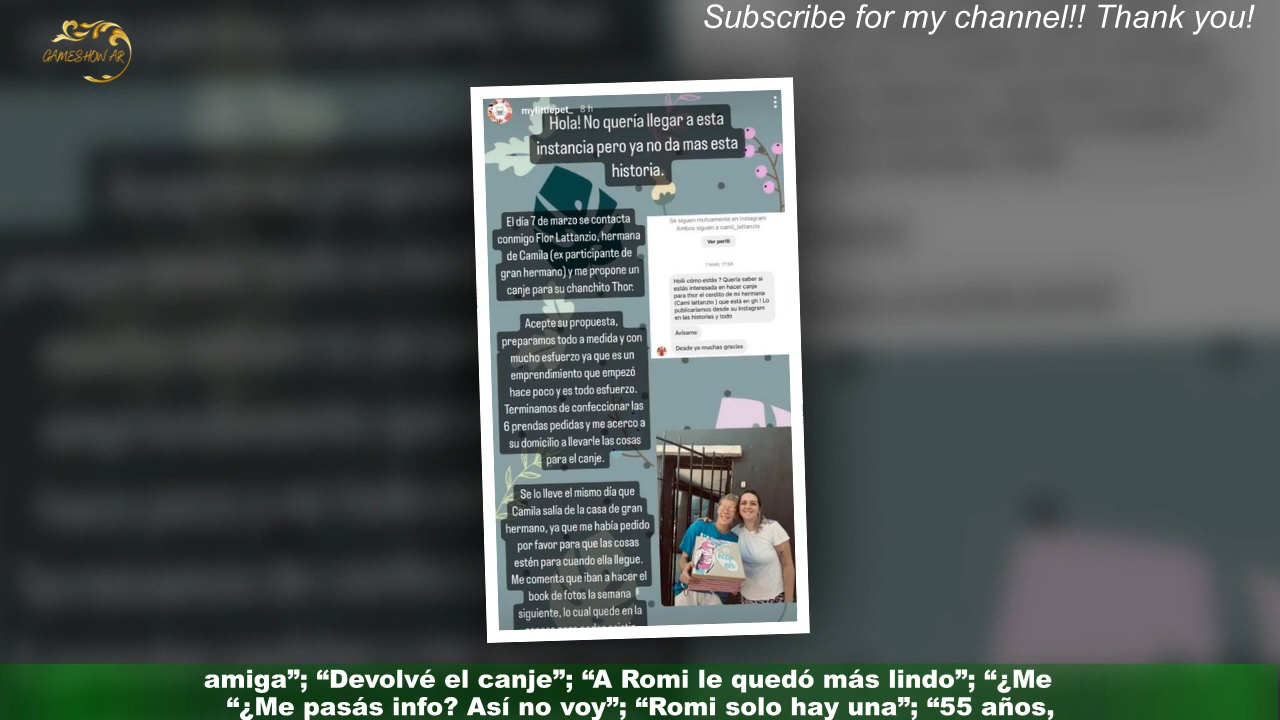 Subscribe for my channel!! Thank you!
GAMESHOW AR
mylittlepet_ 8 h
Hola! No quería llegar a esta
instancia pero ya no da mas esta
historia.
El día 7 de marzo se contacta
conmigo Flor Lattanzio, hermana
de Camila (ex participante de
gran hermano) y me propone un
canje para su chanchito Thor.
Acepte su propuesta,
preparamos todo a medida y con
mucho esfuerzo ya que es un
emprendimiento que empezó
hace poco y es todo esfuerzo.
Terminamos de confeccionar las
6 prendas pedidas y me acerco a
su domicilio a llevarle las cosas
para el canje.
Se lo lleve el mismo día que
Camila salía de la casa de gran
hermano, ya que me había pedido
por favor para que las cosas
estén para cuando ella llegue.
Me comenta que iban a hacer el
book de fotos la semana
siguiente, lo cual quede en la
Se siguen mutuamente en Instagram
Ambos siguen a camil_lattanzio
Ver perfil
Holii cómo estás ? Quería saber si
estás interesada en hacer canje
para thor el cerdito de mi hermana
(Cami lattanzio ) que está en gh ! Lo
publicaríamos desde su Instagram
en las historias y todo
Avisame
Desde ya muchas gracias
amiga”; “Devolvé el canje”; “A Romi le quedó más lindo”; “¿Me
“¿Me pasás info? Así no voy”; “Romi solo hay una”; “55 años,